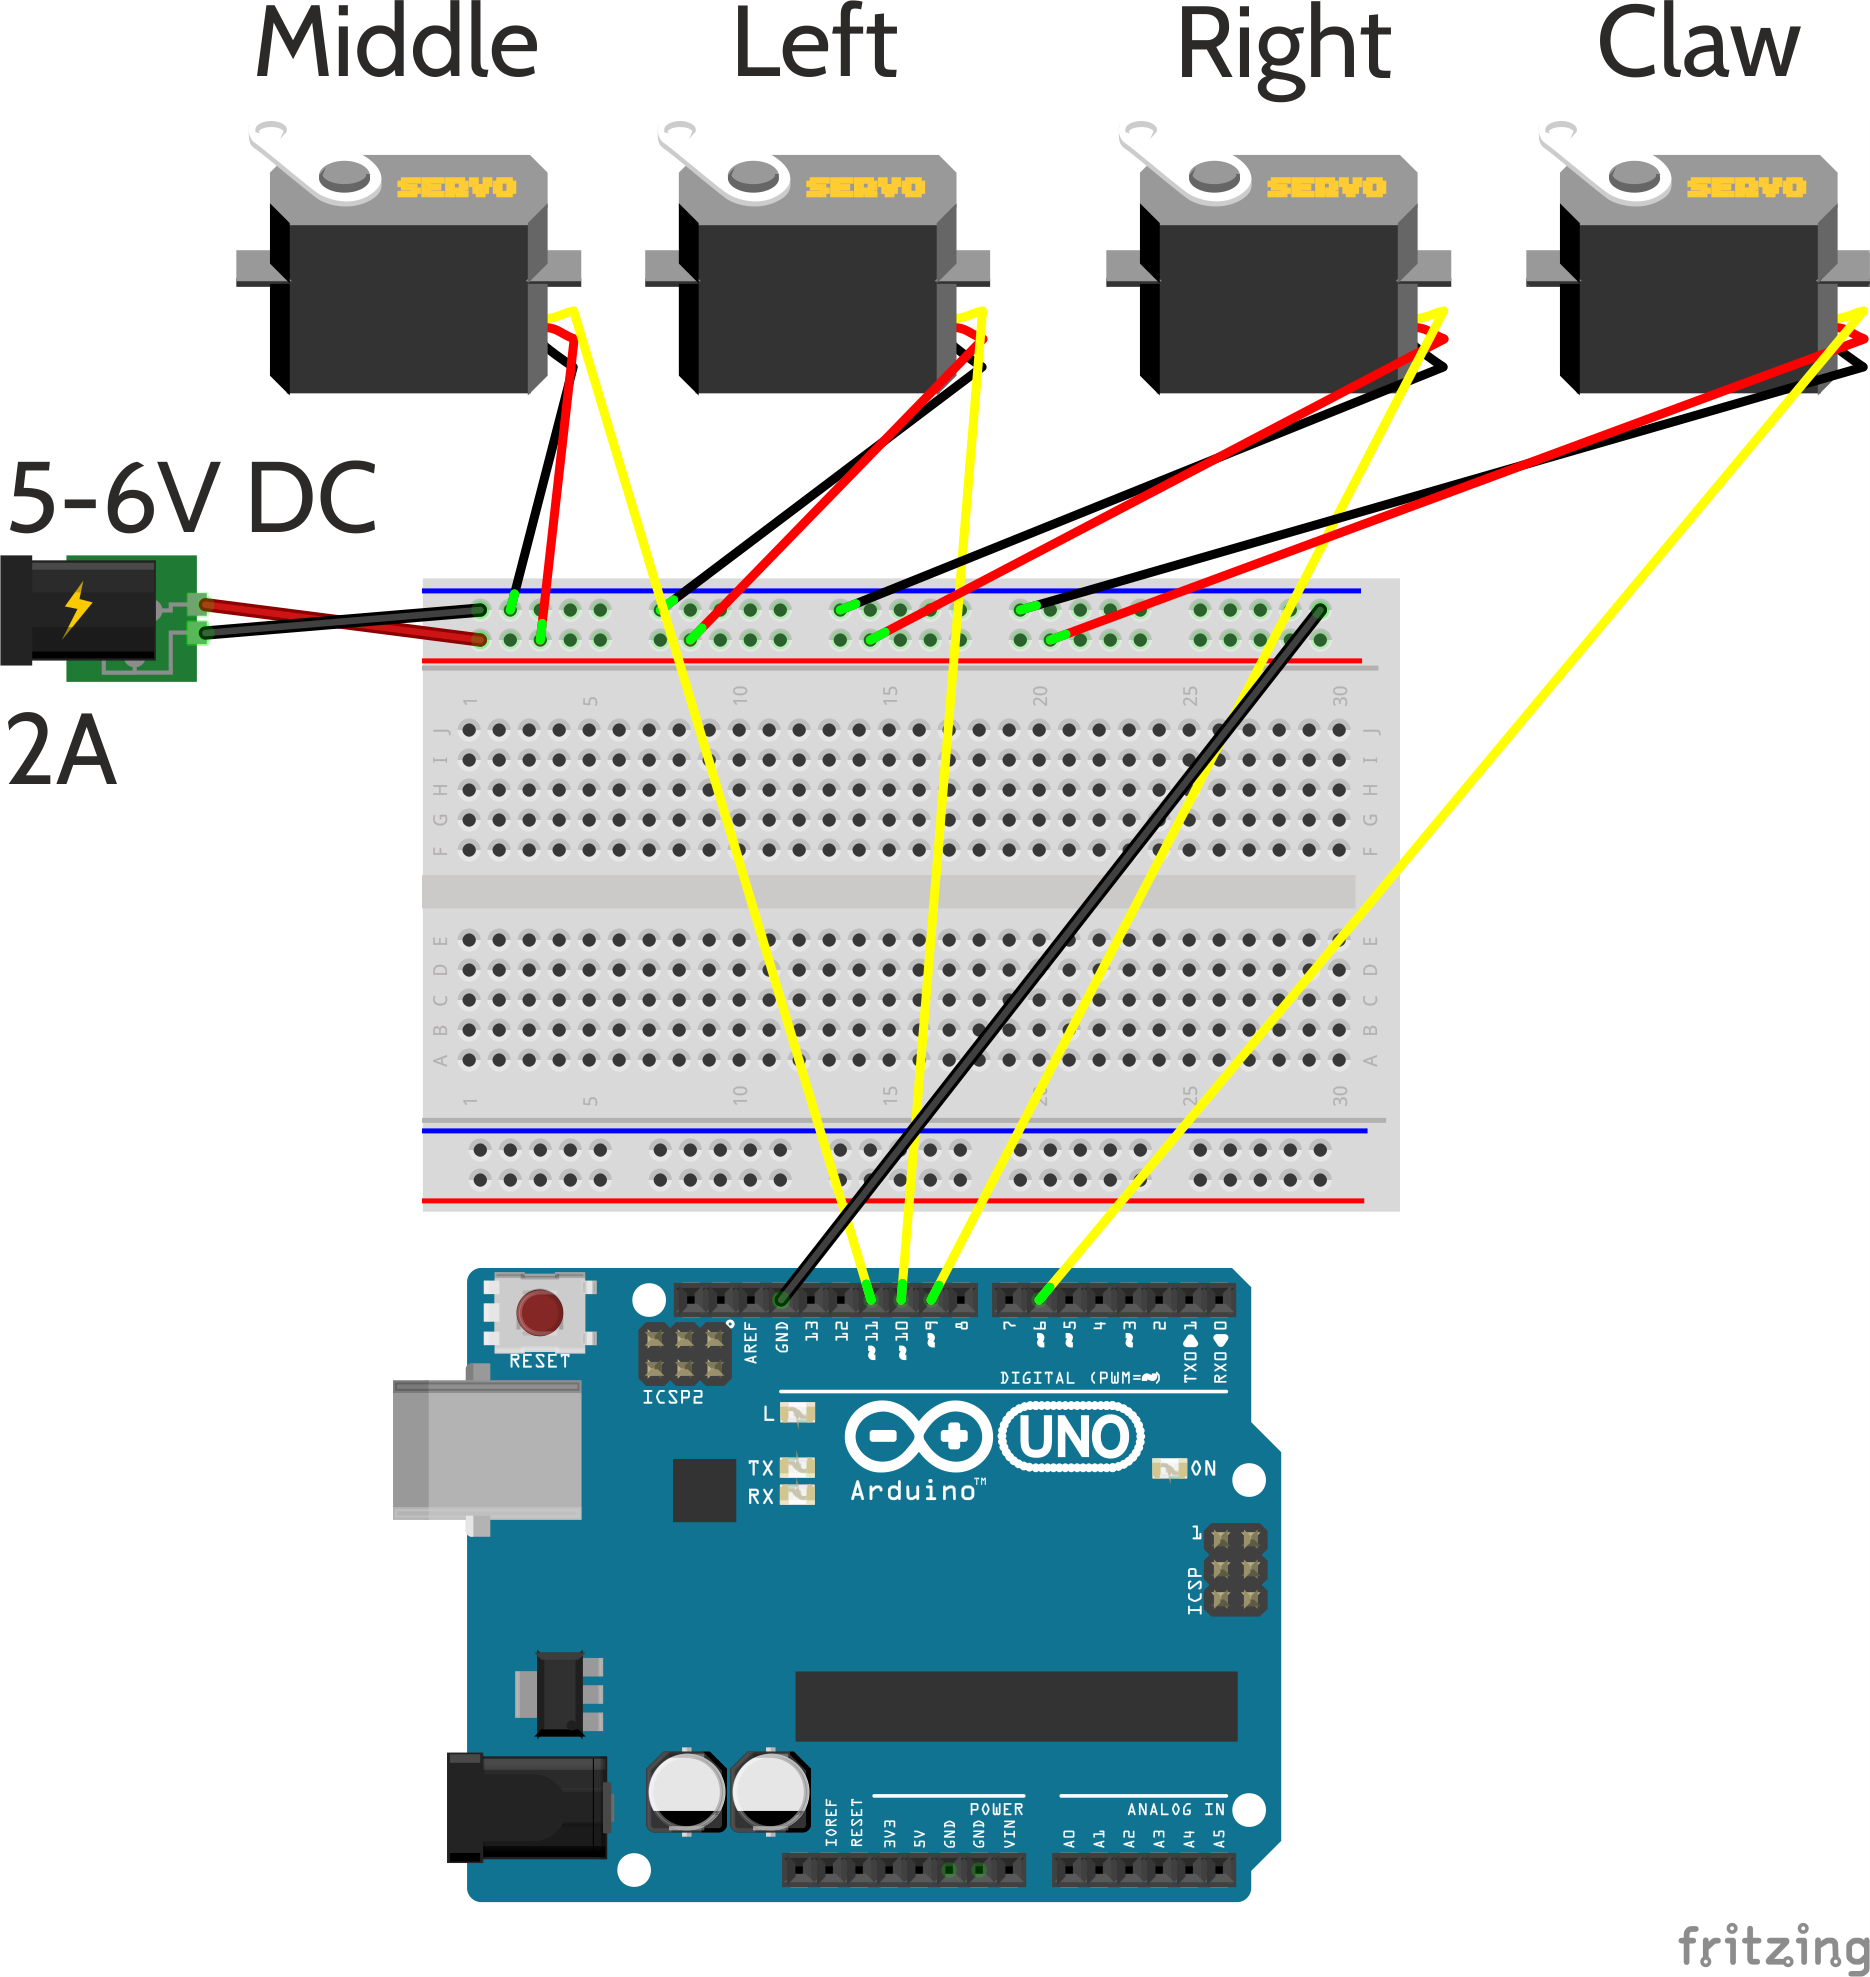 Middle Left Right Claw
SERVO SERVO SERVO SERVO
5-6V DC
2A
1 5 10 15 20 25 30
J J
I I
H H
G G
F F
E E
D D
C C
B B
A A
1 5 10 15 20 25 30
RESET
ICSP2
AREF
GND
13
12
~11
~10
~9
8
7
~6
~5
4
~3
2
TX0▶1
RX0◀0
DIGITAL (PWM=~)
L
TX
RX
UNO
Arduino™
ON
1
ICSP
IOREF
RESET
3V3
5V
GND
GND
VIN
POWER
ANALOG IN
A0
A1
A2
A3
A4
A5
fritzing